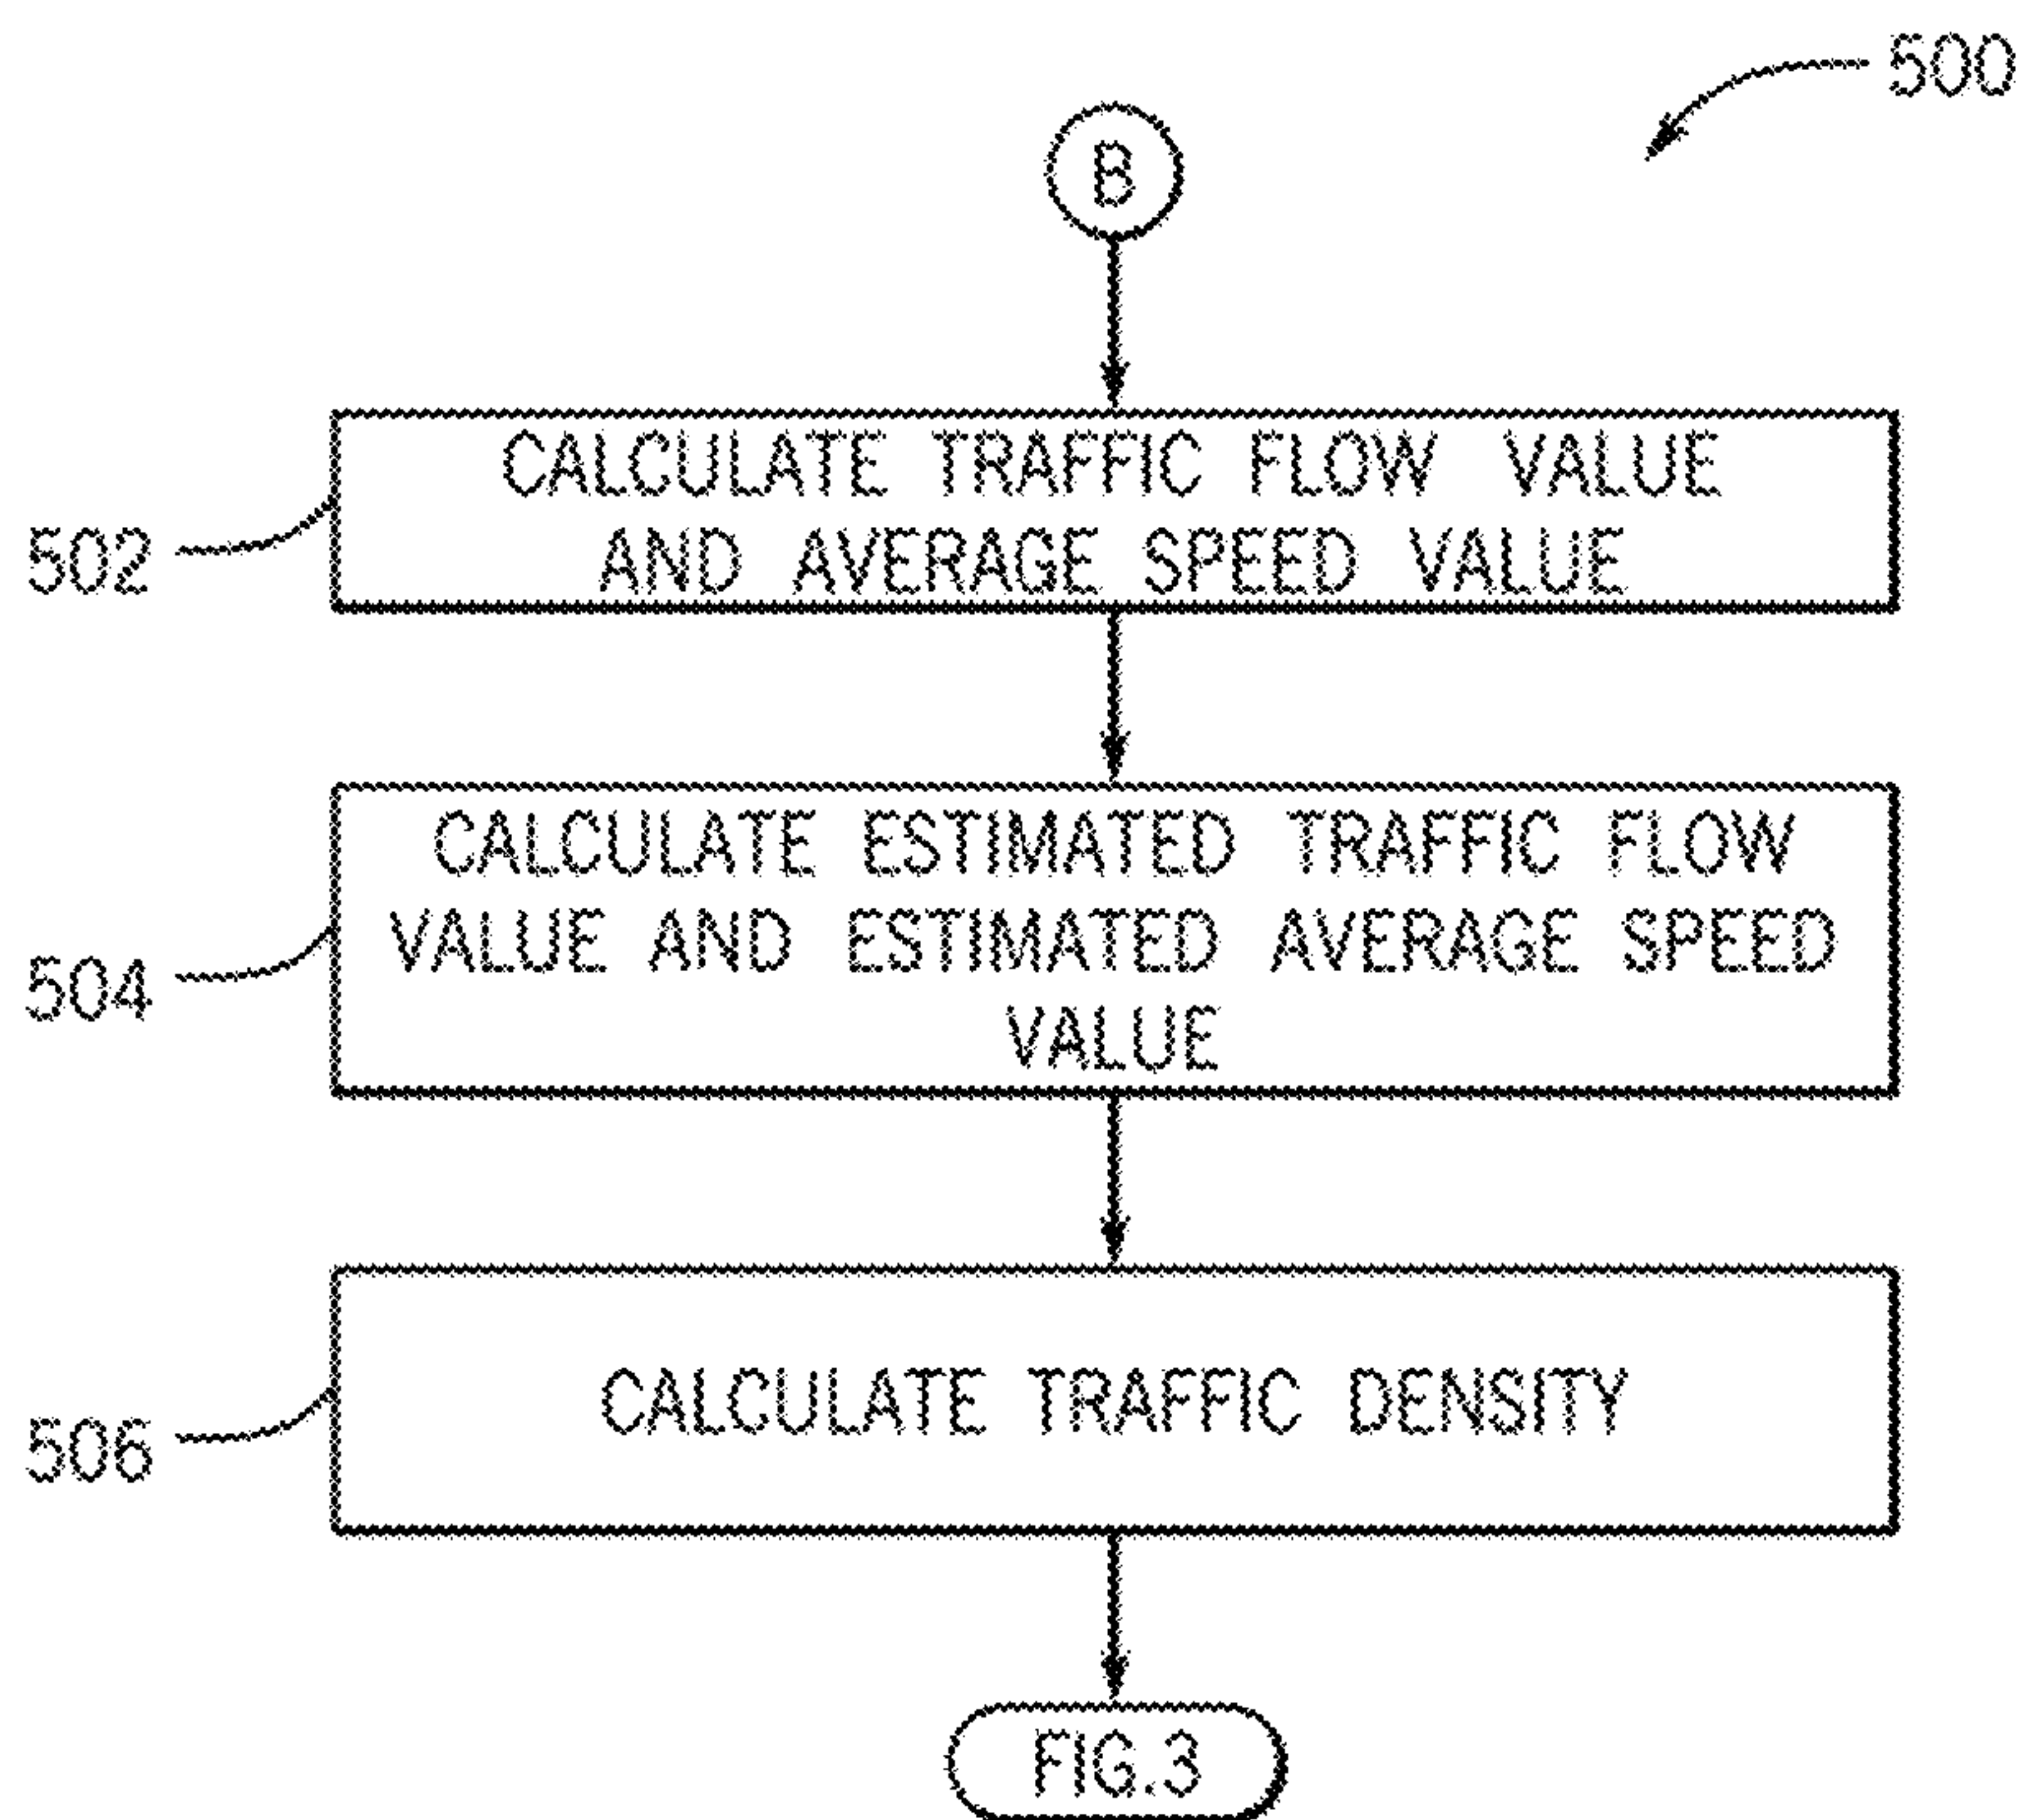 500
B
CALCULATE TRAFFIC FLOW VALUE
AND AVERAGE SPEED VALUE
502
CALCULATE ESTIMATED TRAFFIC FLOW
VALUE AND ESTIMATED AVERAGE SPEED
VALUE
504
CALCULATE TRAFFIC DENSITY
506
FIG.3